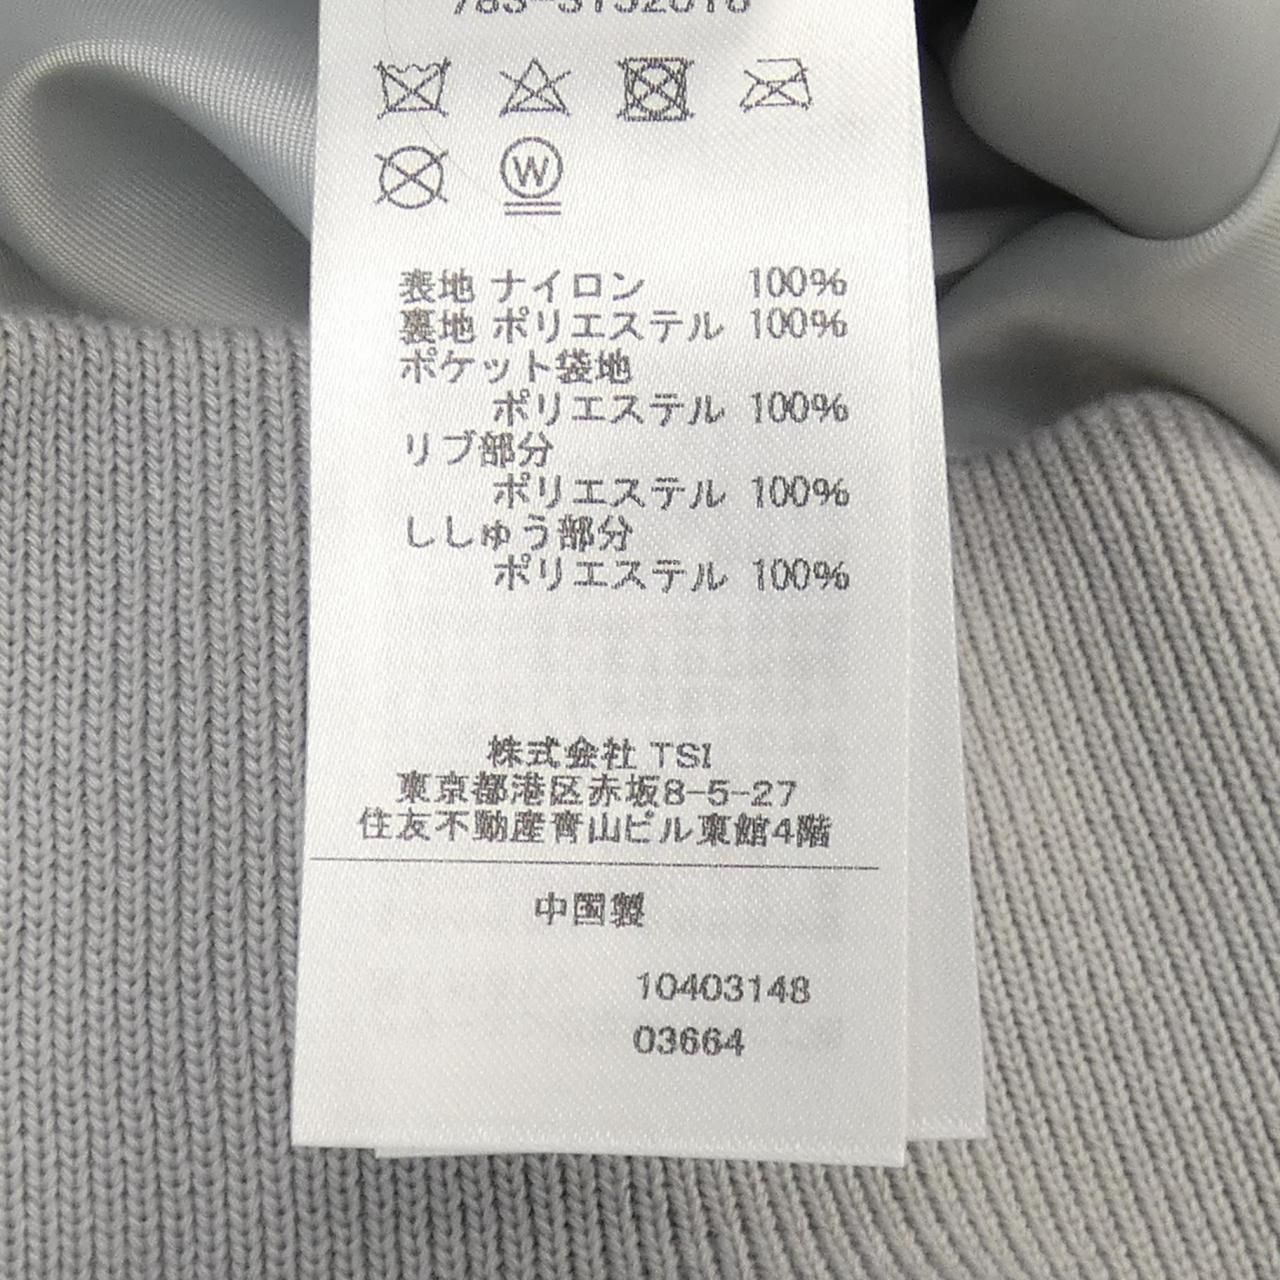 W
表地 ナイロン 100%
裏地 ポリエステル 100%
ポケット袋地
ポリエステル 100%
リブ部分
ポリエステル 100%
ししゅう部分
ポリエステル 100%
株式会社 TSI
東京都港区赤坂8-5-27
住友不動産青山ビル東館4階
中国製
10403148
03664